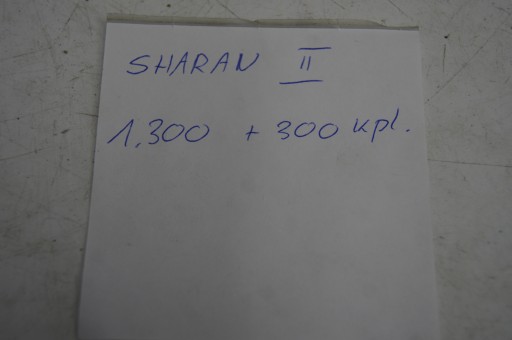 SHARAN II
1.300 + 300 kpl.